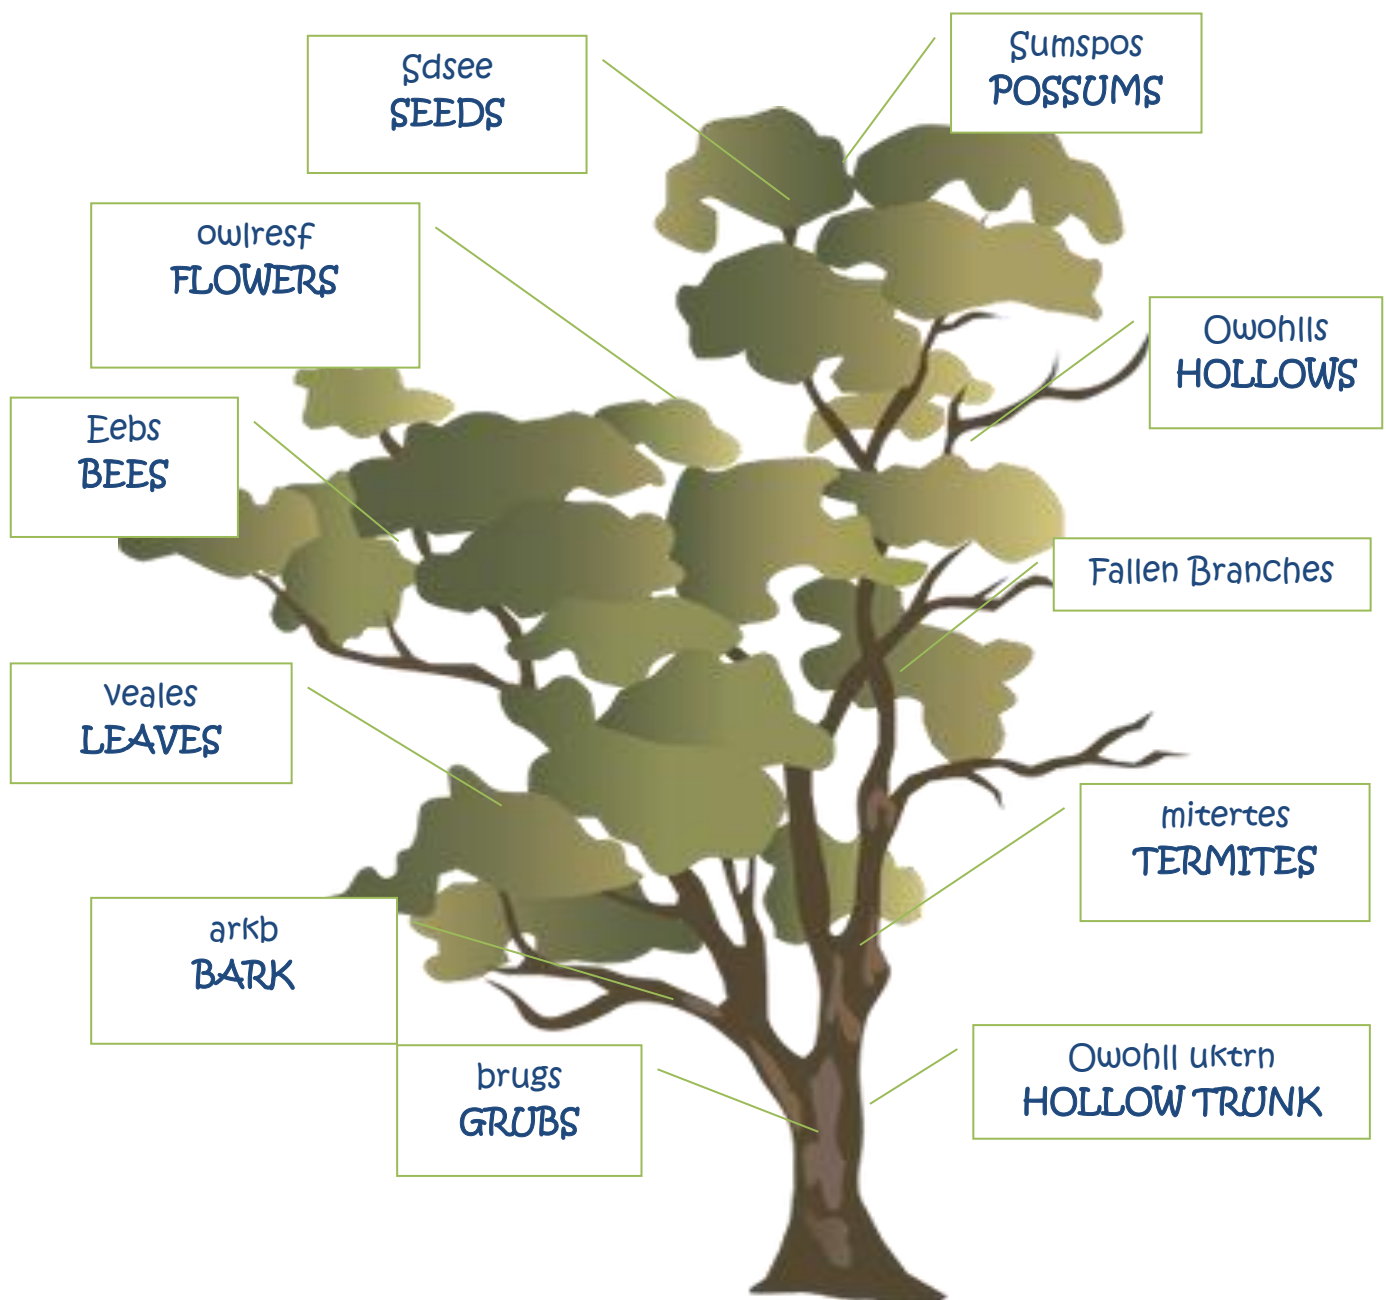 Sumspos
POSSUMS
Sdsee
SEEDS
owlresf
FLOWERS
Owohlls
HOLLOWS
Eebs
BEES
Fallen Branches
veales
LEAVES
mitertes
TERMITES
arkb
BARK
Owohll uktrn
HOLLOW TRUNK
brugs
GRUBS